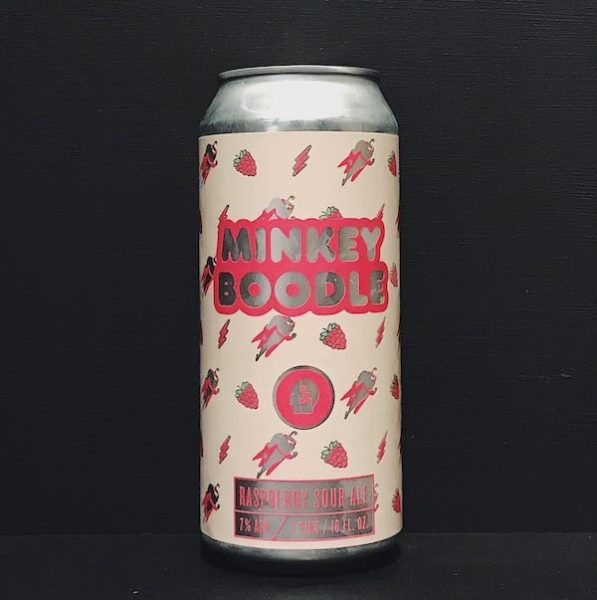 MINKEY
BOODLE
RASPBERRY SOUR ALE
7% ABV / 1 PINT / 16 FL. OZ.